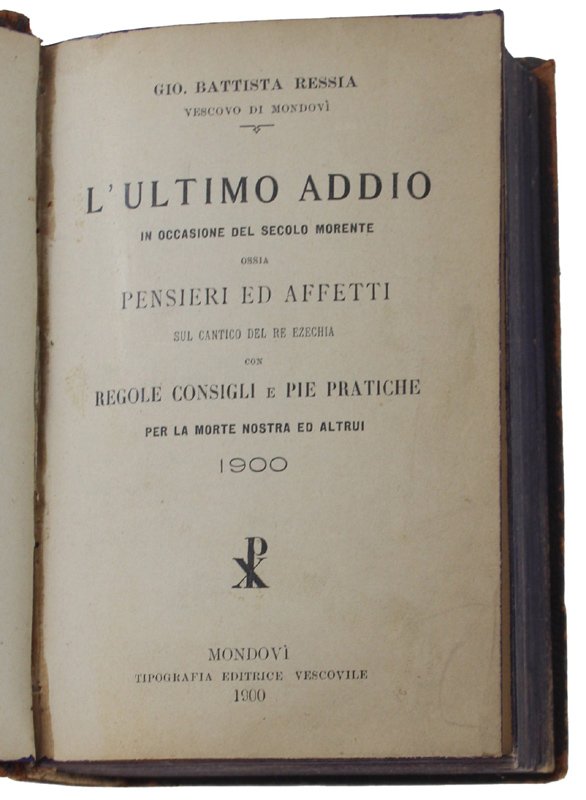 GIO. BATTISTA RESSIA
VESCOVO DI MONDOVÌ
L'ULTIMO ADDIO
IN OCCASIONE DEL SECOLO MORENTE
OSSIA
PENSIERI ED AFFETTI
SUL CANTICO DEL RE EZECHIA
CON
REGOLE CONSIGLI E PIE PRATICHE
PER LA MORTE NOSTRA ED ALTRUI
1900
MONDOVÌ
TIPOGRAFIA EDITRICE VESCOVILE
1900